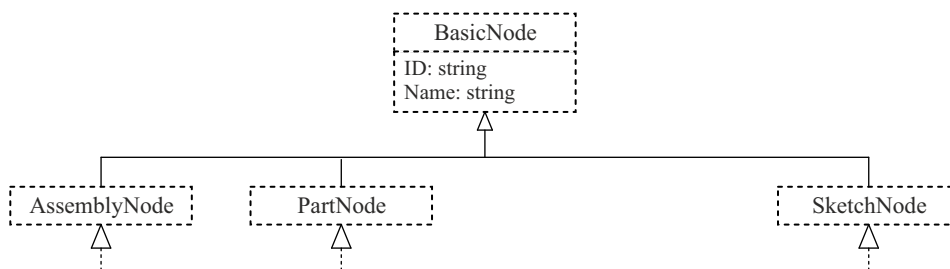 BasicNode
ID: string
Name: string
AssemblyNode
PartNode
SketchNode